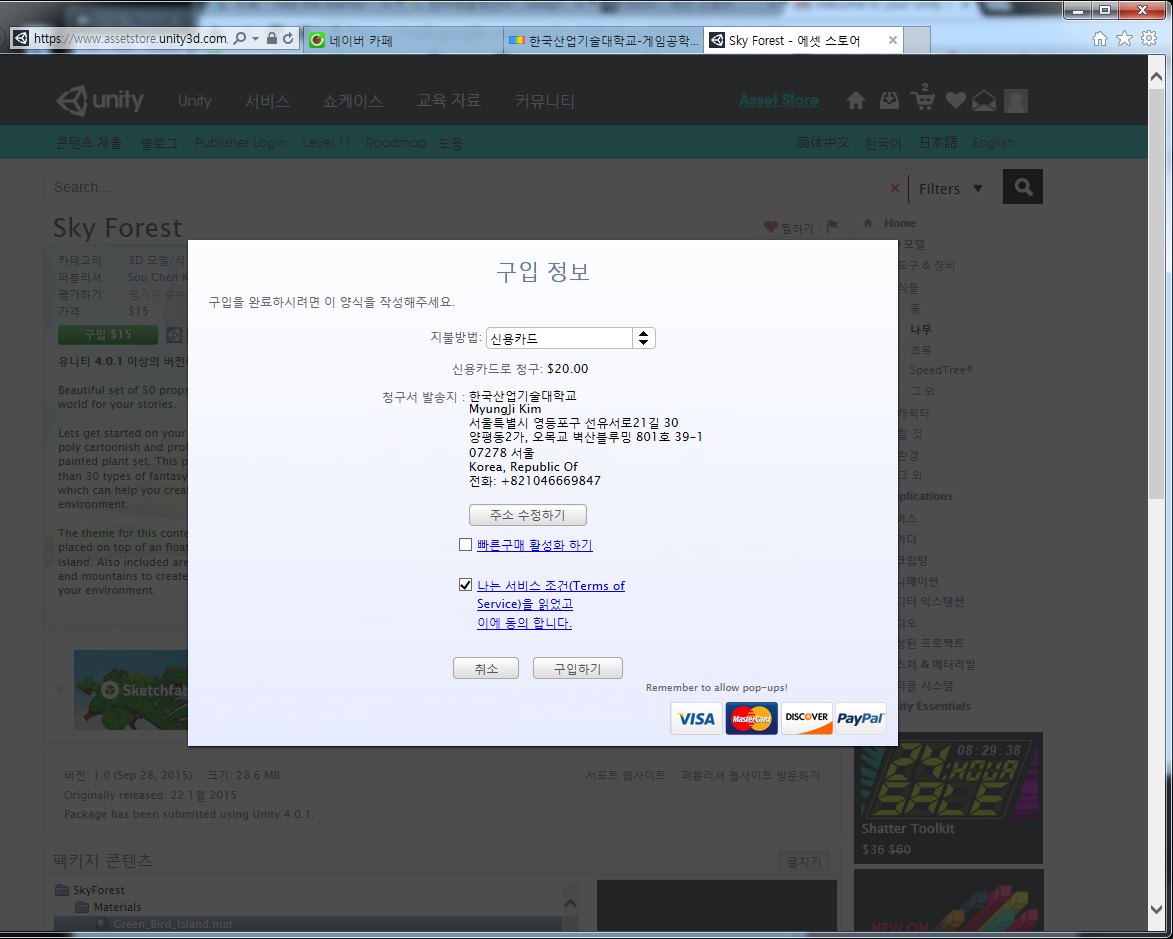 https://www.assetstore.unity3d.com
네이버 카페
한국산업기술대학교-게임공학...
Sky Forest - 에셋 스토어
unity
Unity
서비스
쇼케이스
교육 자료
커뮤니티
Asset Store
2
콘텐츠 제출
블로그
Publisher Login
Level 11
Roadmap
도움
简体中文
한국어
日本語
English
Search...
Filters
Sky Forest
찜하기
Home
카테고리:
3D 모델/식
퍼블리셔:
Sou Chen K
평가하기:
가격:
$15
구입 $15
유니티 4.0.1 이상의 버전
Beautiful set of 50 props
world for your stories.
Lets get started on your
poly cartoonish and pro
painted plant set. This p
than 30 types of fantasy
which can help you crea
environment.
The theme for this conte
placed on top of an float
island. Also included are
and mountains to create
your environment.
구입 정보
구입을 완료하시려면 이 양식을 작성해주세요.
지불방법:
신용카드
신용카드로 청구: $20.00
청구서 발송지 :
한국산업기술대학교
MyungJi Kim
서울특별시 영등포구 선유서로21길 30
양평동2가, 오목교 벽산블루밍 801호 39-1
07278 서울
Korea, Republic Of
전화: +821046669847
주소 수정하기
빠른구매 활성화 하기
나는 서비스 조건(Terms of
Service)을 읽었고
이에 동의 합니다.
취소
구입하기
Remember to allow pop-ups!
VISA
MasterCard
DISCOVER
PayPal
모델
도구 & 장비
식물
꽃
나무
초목
SpeedTree®
그 외
캐릭터
탈 것
환경
그 외
plications
비스
이더
크립팅
니메이션
디터 익스텐션
디오
성된 프로젝트
스쳐 & 메터리얼
티클 시스템
ity Essentials
Sketchfab
버전: 1.0 (Sep 28, 2015)
크기: 28.6 MB
서포트 웹사이트
퍼블리셔 웹사이트 방문하기
Originally released: 22 1월 2015
Package has been submitted using Unity 4.0.1.
08:29:38
24 HOUR
SALE
Shatter Toolkit
$36 $60
패키지 콘텐츠
펼치기
SkyForest
Materials
Green_Bird_Island.mat
NEW ON